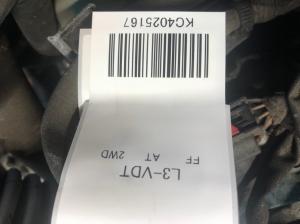 KC4025167
L3-VDT
FF AT 2WD